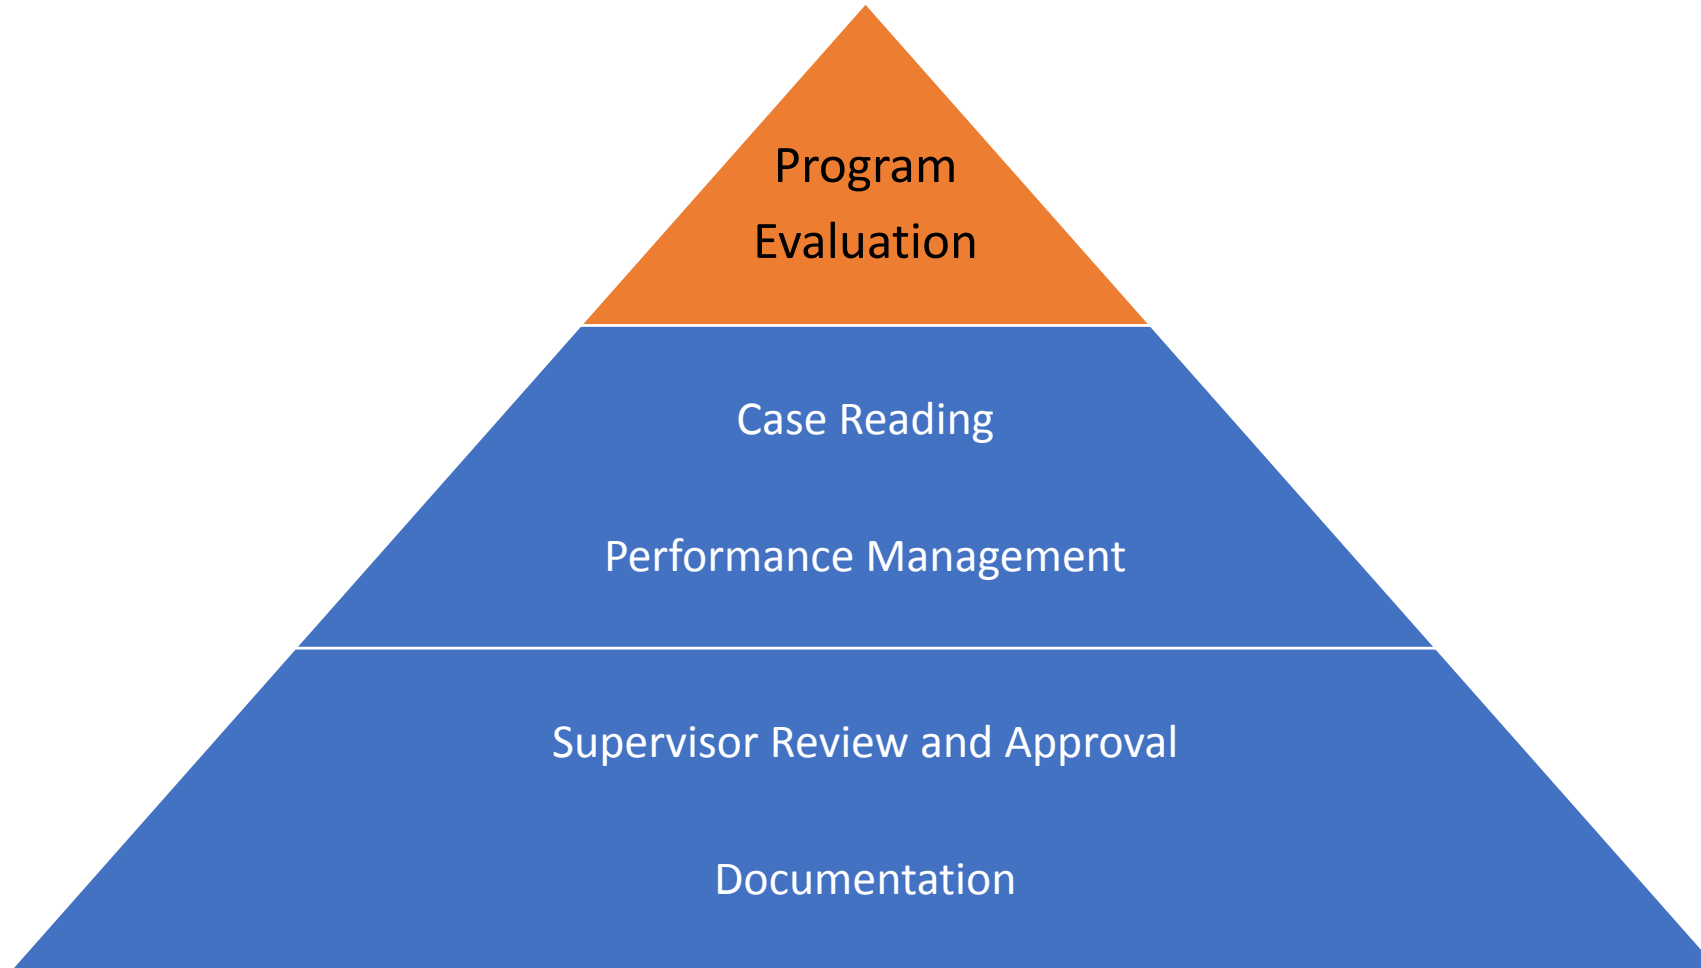 Program
Evaluation
Case Reading
Performance Management
Supervisor Review and Approval
Documentation